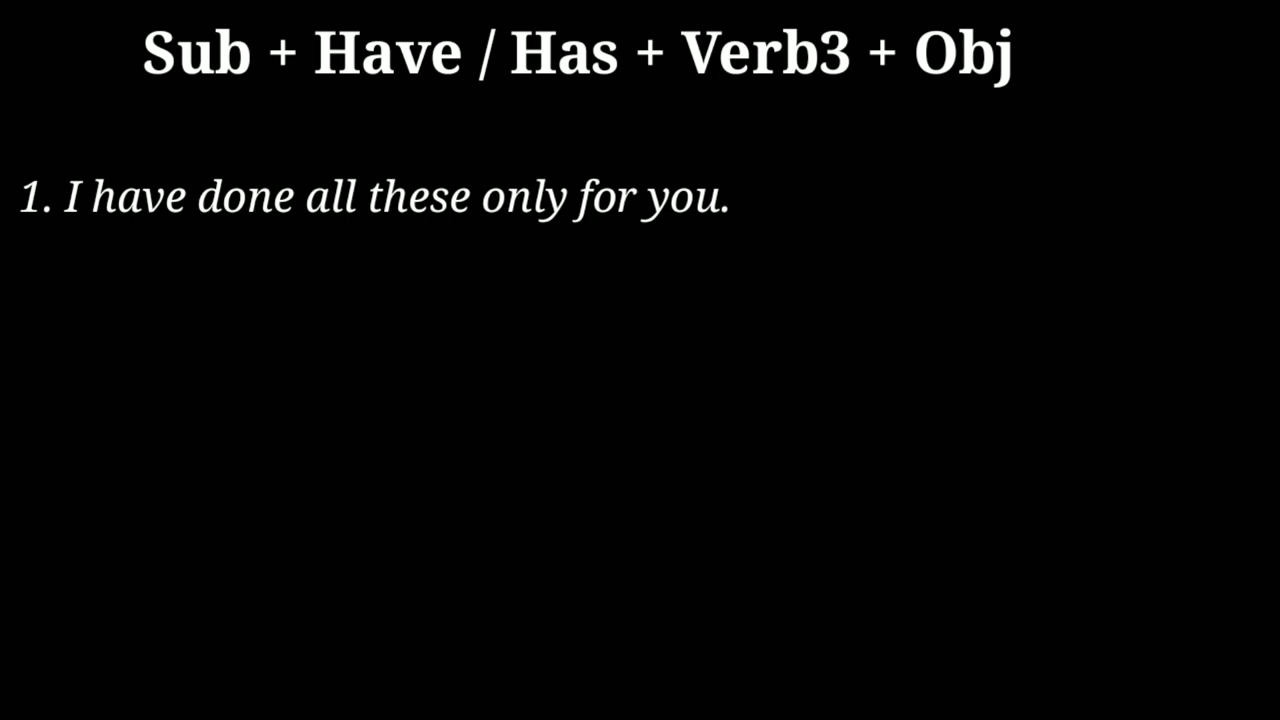 Sub + Have / Has + Verb3 + Obj
1. I have done all these only for you.